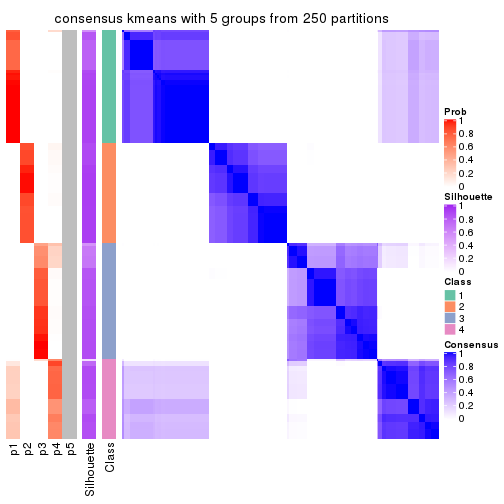 consensus kmeans with 5 groups from 250 partitions
Prob
1
0.8
0.6
0.4
0.2
0
Silhouette
1
0.8
0.6
0.4
0.2
0
Class
1
2
3
4
Consensus
1
0.8
0.6
0.4
0.2
0
p1
p2
p3
p4
p5
Silhouette
Class